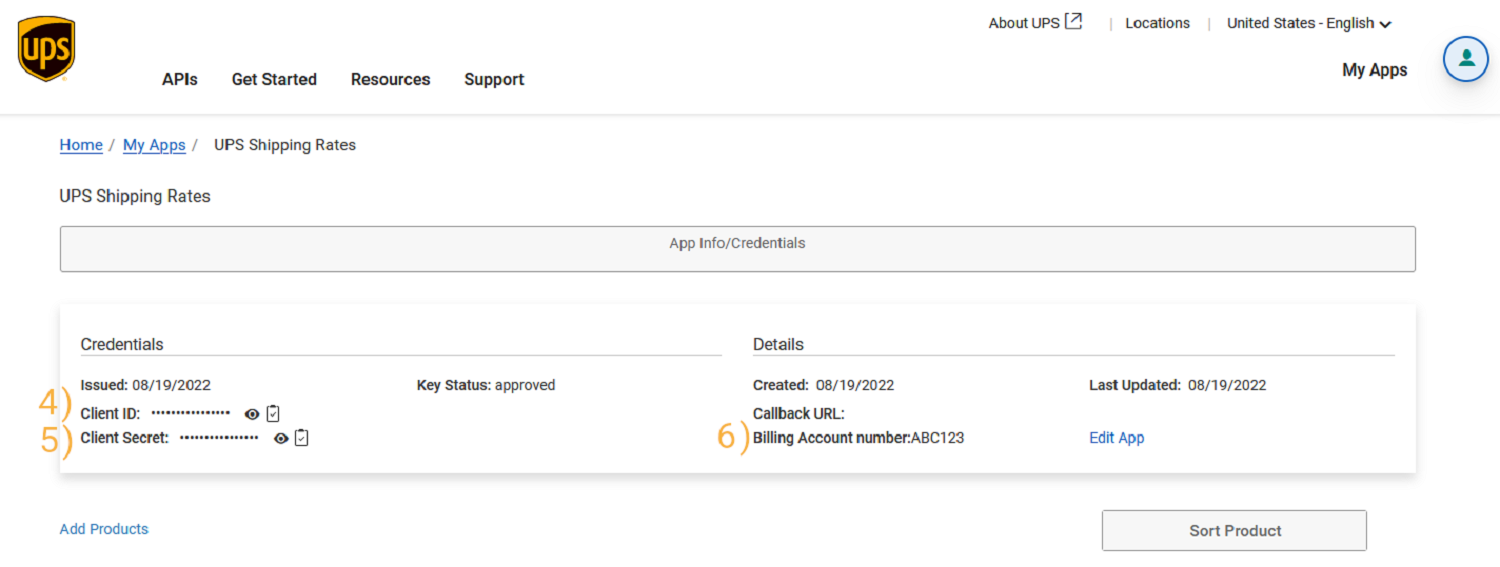 About UPS | Locations | United States - English
ups
APIs Get Started Resources Support My Apps
Home / My Apps / UPS Shipping Rates
UPS Shipping Rates
App Info/Credentials
Credentials Details
Issued: 08/19/2022 Key Status: approved Created: 08/19/2022 Last Updated: 08/19/2022
4) Client ID: •••••••••••••••• Callback URL:
5) Client Secret: •••••••••••••••• 6) Billing Account number:ABC123 Edit App
Add Products Sort Product